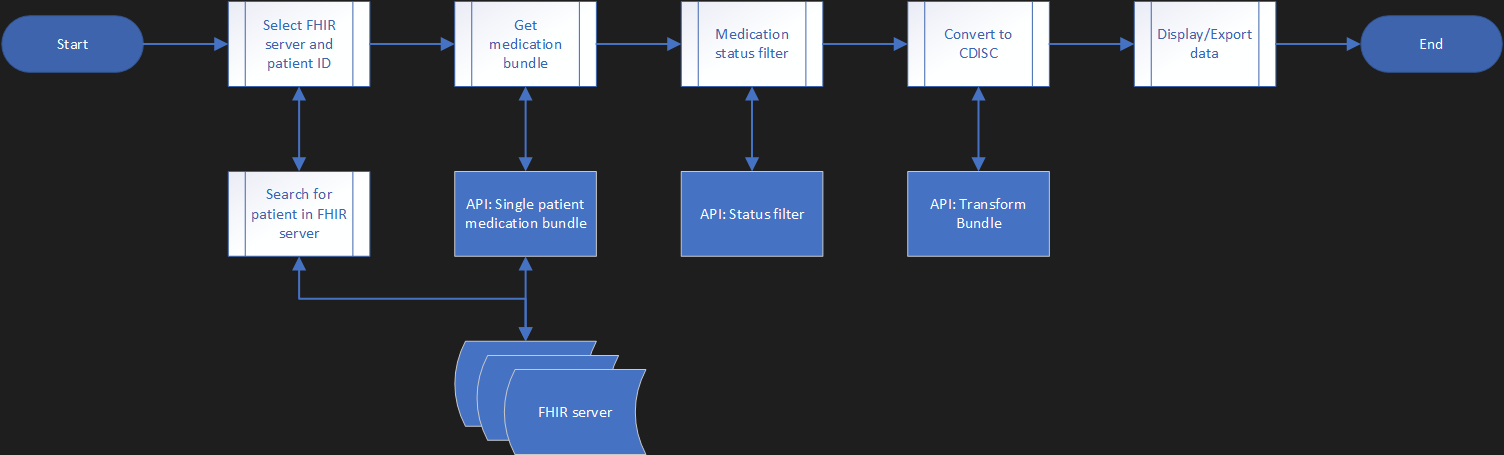 Start
Select FHIR
server and
patient ID
Get
medication
bundle
Medication
status filter
Convert to
CDISC
Display/Export
data
End
Search for
patient in FHIR
server
API: Single patient
medication bundle
API: Status filter
API: Transform
Bundle
FHIR server